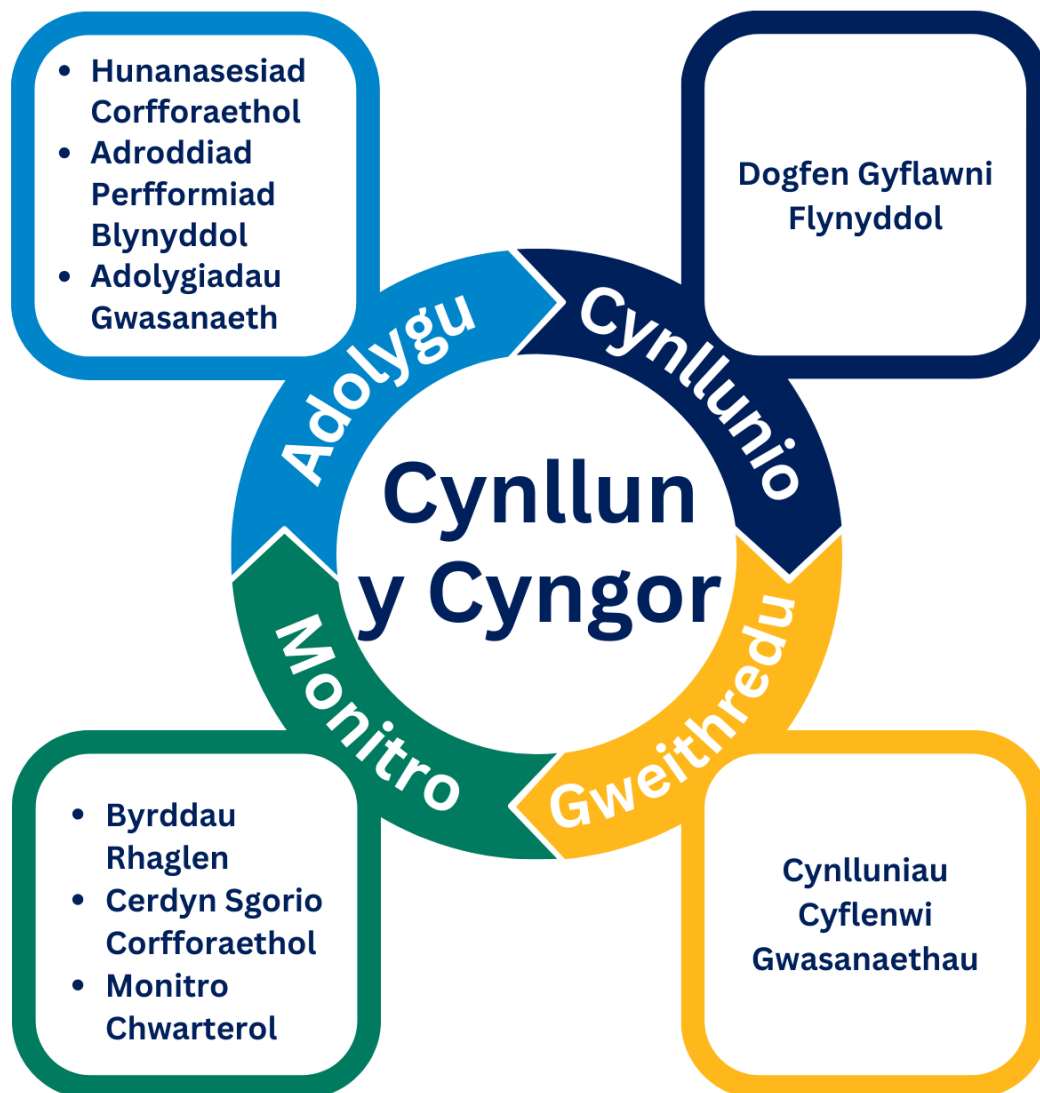 • Hunanasesiad
Corfforaethol
• Adroddiad
Perfformiad
Blynyddol
• Adolygiadau
Gwasanaeth
Dogfen Gyflawni
Flynyddol
Adolygu
Cynllunio
Cynllun
y Cyngor
Monitro
Gweithredu
• Byrddau
Rhaglen
• Cerdyn Sgorio
Corfforaethol
• Monitro
Chwarterol
Cynlluniau
Cyflenwi
Gwasanaethau